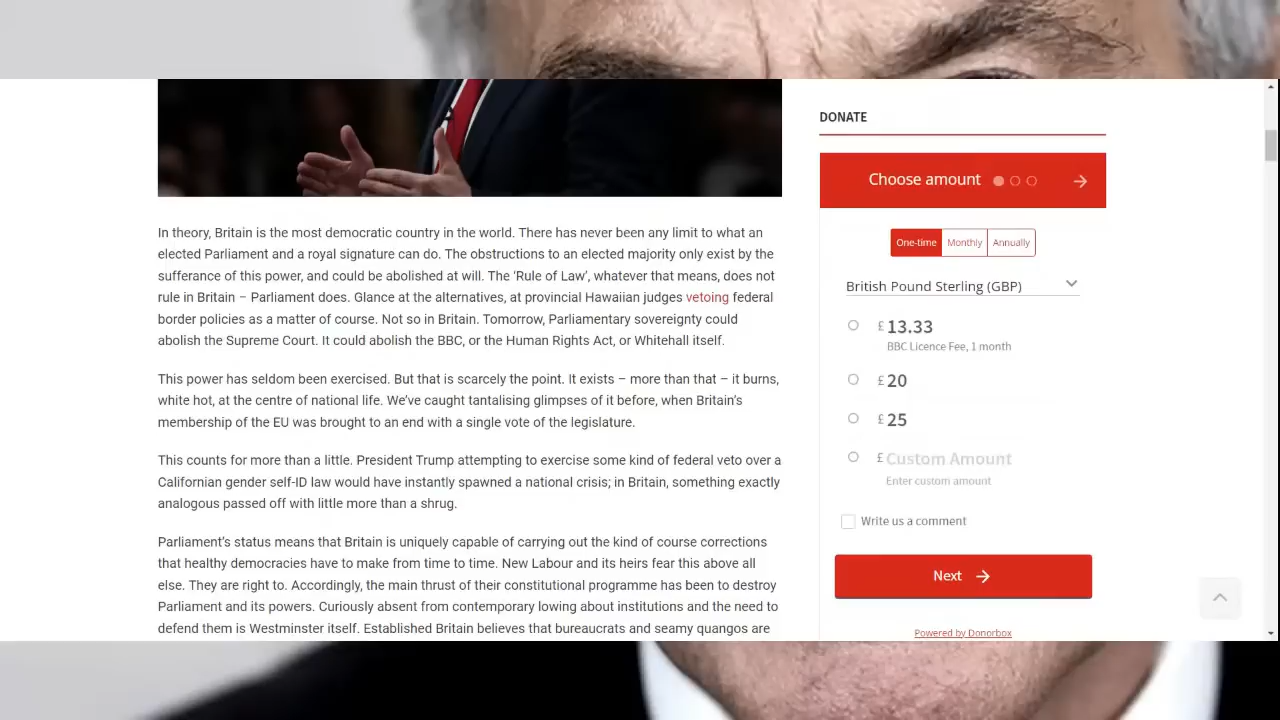 In theory, Britain is the most democratic country in the world. There has never been any limit to what an
elected Parliament and a royal signature can do. The obstructions to an elected majority only exist by the
sufferance of this power, and could be abolished at will. The ‘Rule of Law’, whatever that means, does not
rule in Britain – Parliament does. Glance at the alternatives, at provincial Hawaiian judges vetoing federal
border policies as a matter of course. Not so in Britain. Tomorrow, Parliamentary sovereignty could
abolish the Supreme Court. It could abolish the BBC, or the Human Rights Act, or Whitehall itself.
This power has seldom been exercised. But that is scarcely the point. It exists – more than that – it burns,
white hot, at the centre of national life. We’ve caught tantalising glimpses of it before, when Britain’s
membership of the EU was brought to an end with a single vote of the legislature.
This counts for more than a little. President Trump attempting to exercise some kind of federal veto over a
Californian gender self-ID law would have instantly spawned a national crisis; in Britain, something exactly
analogous passed off with little more than a shrug.
Parliament’s status means that Britain is uniquely capable of carrying out the kind of course corrections
that healthy democracies have to make from time to time. New Labour and its heirs fear this above all
else. They are right to. Accordingly, the main thrust of their constitutional programme has been to destroy
Parliament and its powers. Curiously absent from contemporary lowing about institutions and the need to
defend them is Westminster itself. Established Britain believes that bureaucrats and seamy quangos are
DONATE
Choose amount
One-time Monthly Annually
British Pound Sterling (GBP)
£ 13.33
BBC Licence Fee, 1 month
£ 20
£ 25
£ Custom Amount
Enter custom amount
Write us a comment
Next
Powered by Donorbox